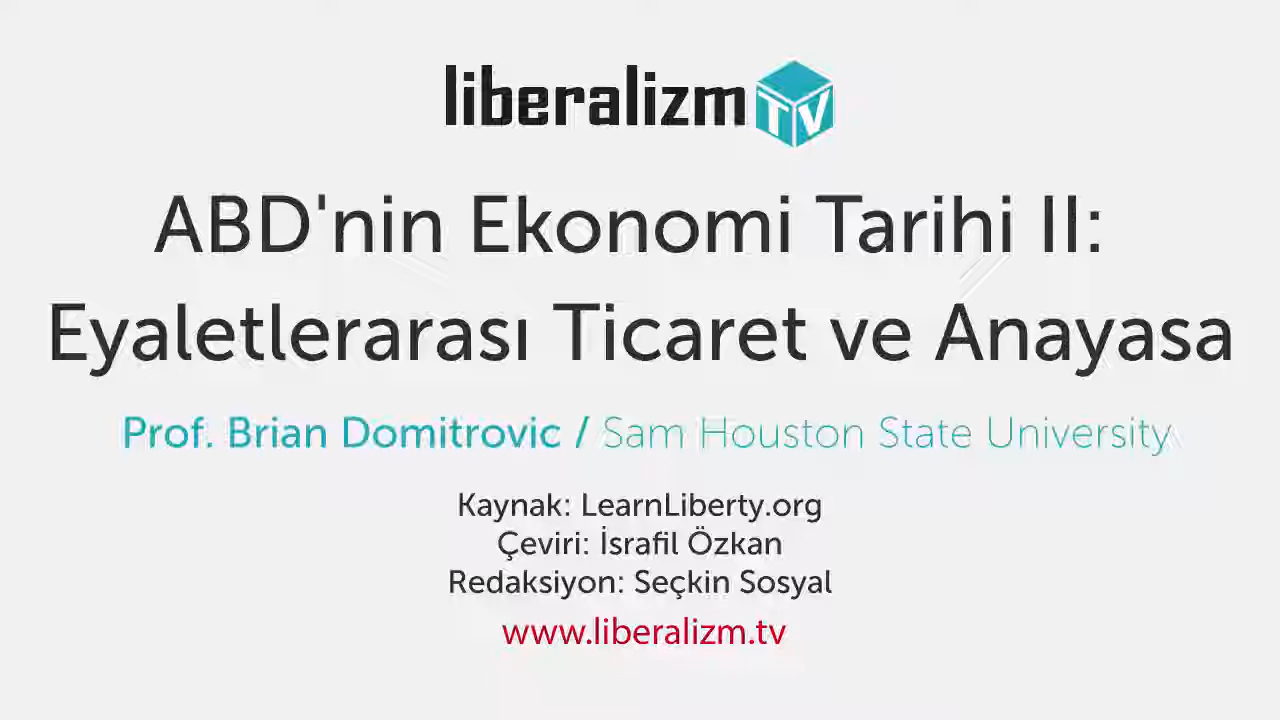 liberalizm TV
ABD'nin Ekonomi Tarihi II:
Eyaletlerarası Ticaret ve Anayasa
Prof. Brian Domitrovic / Sam Houston State University
Kaynak: LearnLiberty.org
Çeviri: İsrafil Özkan
Redaksiyon: Seçkin Sosyal
www.liberalizm.tv